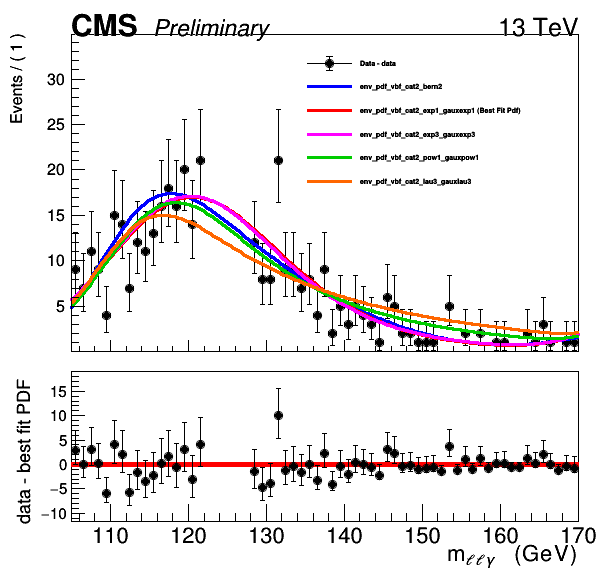 CMS Preliminary 13 TeV
Events / ( 1 )
35
30
25
20
15
10
5
Data - data
env_pdf_vbf_cat2_bern2
env_pdf_vbf_cat2_exp1_gauxexp1 (Best Fit Pdf)
env_pdf_vbf_cat2_exp3_gauxexp3
env_pdf_vbf_cat2_pow1_gauxpow1
env_pdf_vbf_cat2_lau3_gauxlau3
data - best fit PDF
15
10
5
0
−5
−10
110 120 130 140 150 160 170
m_ℓℓγ (GeV)